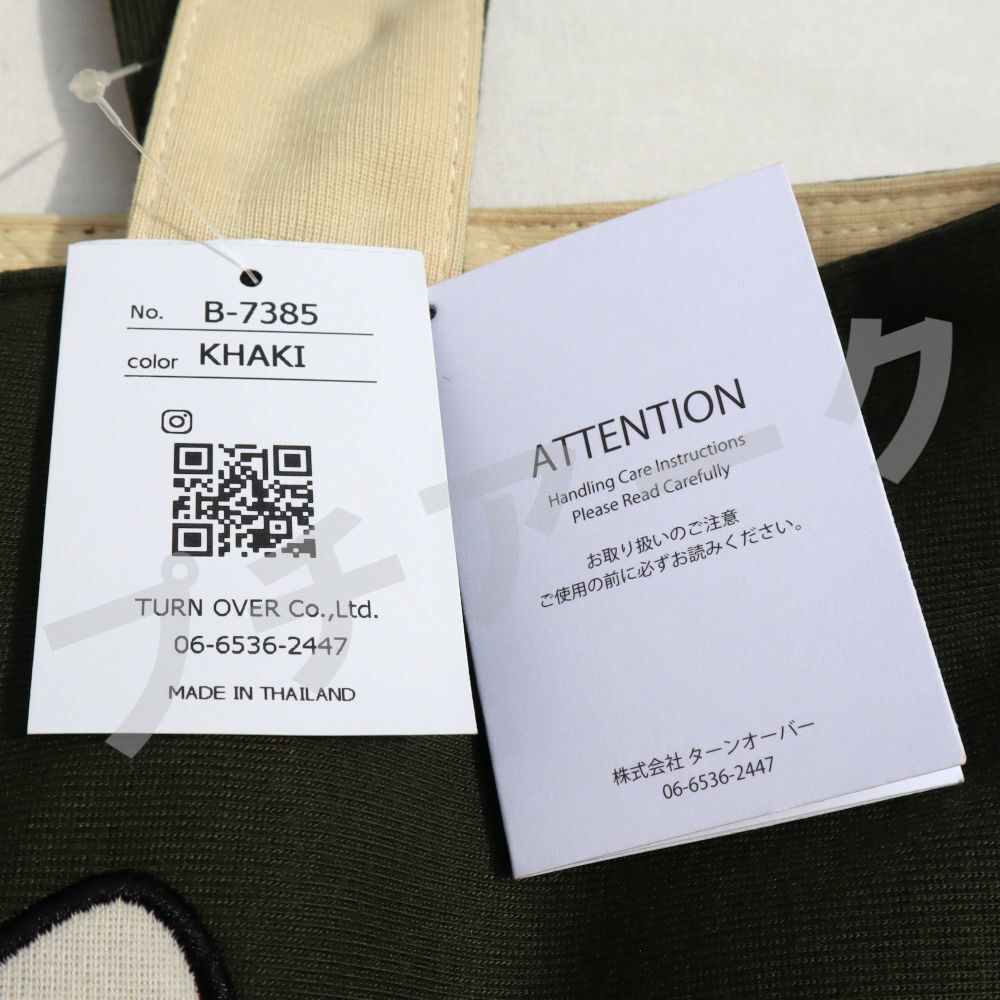 No. B-7385
color KHAKI
TURN OVER Co.,Ltd.
06-6536-2447
MADE IN THAILAND
ATTENTION
Handling Care Instructions
Please Read Carefully
お取り扱いのご注意
ご使用の前に必ずお読みください。
株式会社 ターンオーバー
06-6536-2447
プチアーク